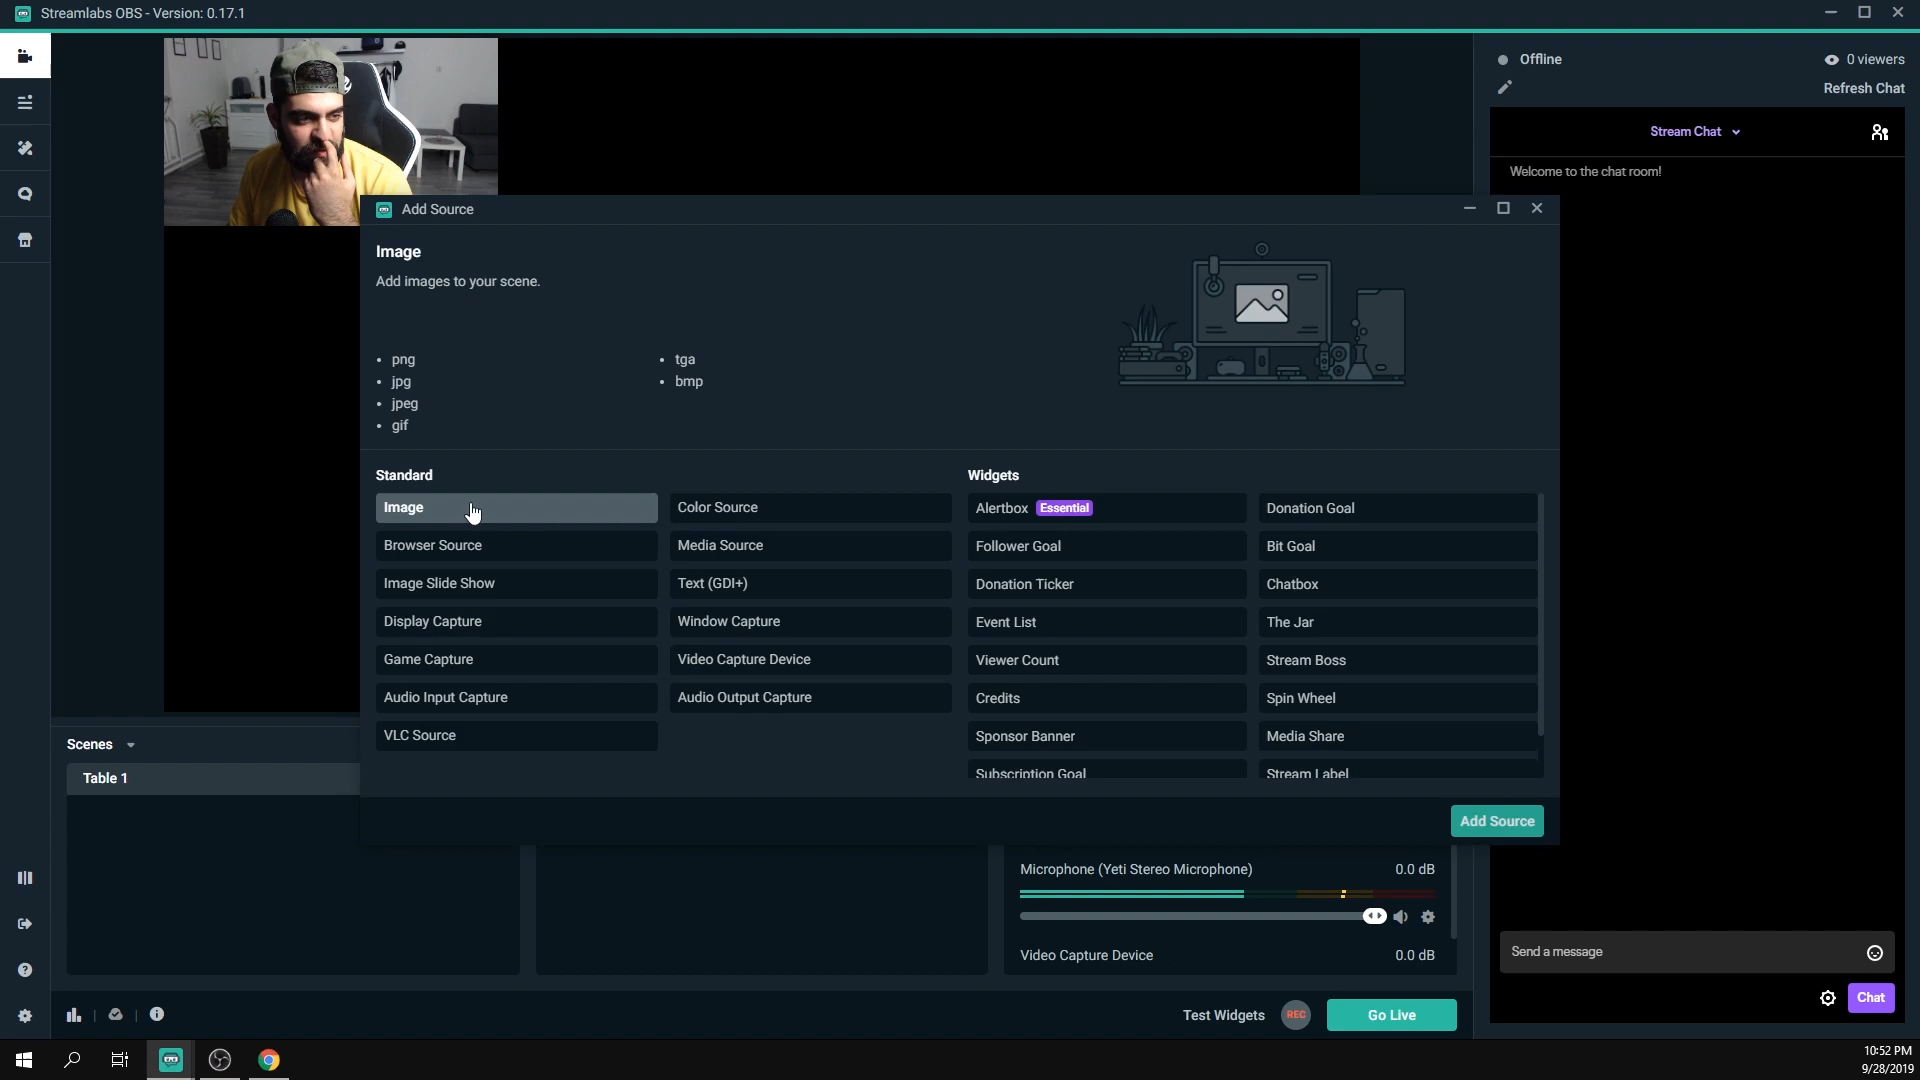 Streamlabs OBS - Version: 0.17.1
Offline
0 viewers
Refresh Chat
Stream Chat
Welcome to the chat room!
Add Source
Image
Add images to your scene.
• png
• jpg
• jpeg
• gif
• tga
• bmp
Standard
Image
Color Source
Browser Source
Media Source
Image Slide Show
Text (GDI+)
Display Capture
Window Capture
Game Capture
Video Capture Device
Audio Input Capture
Audio Output Capture
VLC Source
Widgets
Alertbox Essential
Donation Goal
Follower Goal
Bit Goal
Donation Ticker
Chatbox
Event List
The Jar
Viewer Count
Stream Boss
Credits
Spin Wheel
Sponsor Banner
Media Share
Subscription Goal
Stream Label
Add Source
Scenes
Table 1
Microphone (Yeti Stereo Microphone) 0.0 dB
Video Capture Device 0.0 dB
Send a message
Chat
Test Widgets
REC
Go Live
10:52 PM
9/28/2019